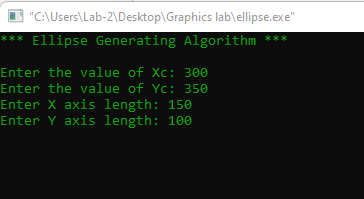 "C:\Users\Lab-2\Desktop\Graphics lab\ellipse.exe"
*** Ellipse Generating Algorithm ***
Enter the value of Xc: 300
Enter the value of Yc: 350
Enter X axis length: 150
Enter Y axis length: 100